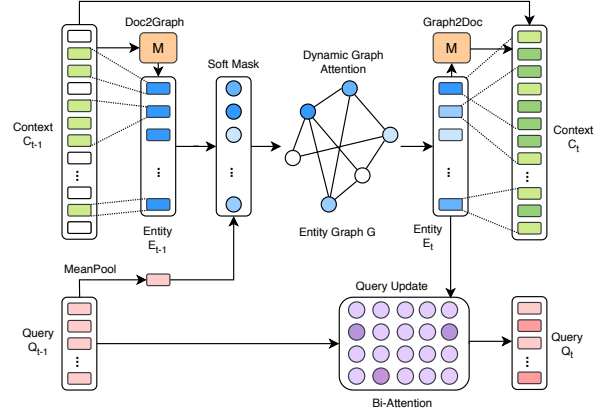 Doc2Graph
Graph2Doc
M
M
Soft Mask
Dynamic Graph
Attention
Context
C_{t-1}
Context
C_t
Entity
E_{t-1}
Entity Graph G
Entity
E_t
MeanPool
Query Update
Query
Q_{t-1}
Query
Q_t
Bi-Attention